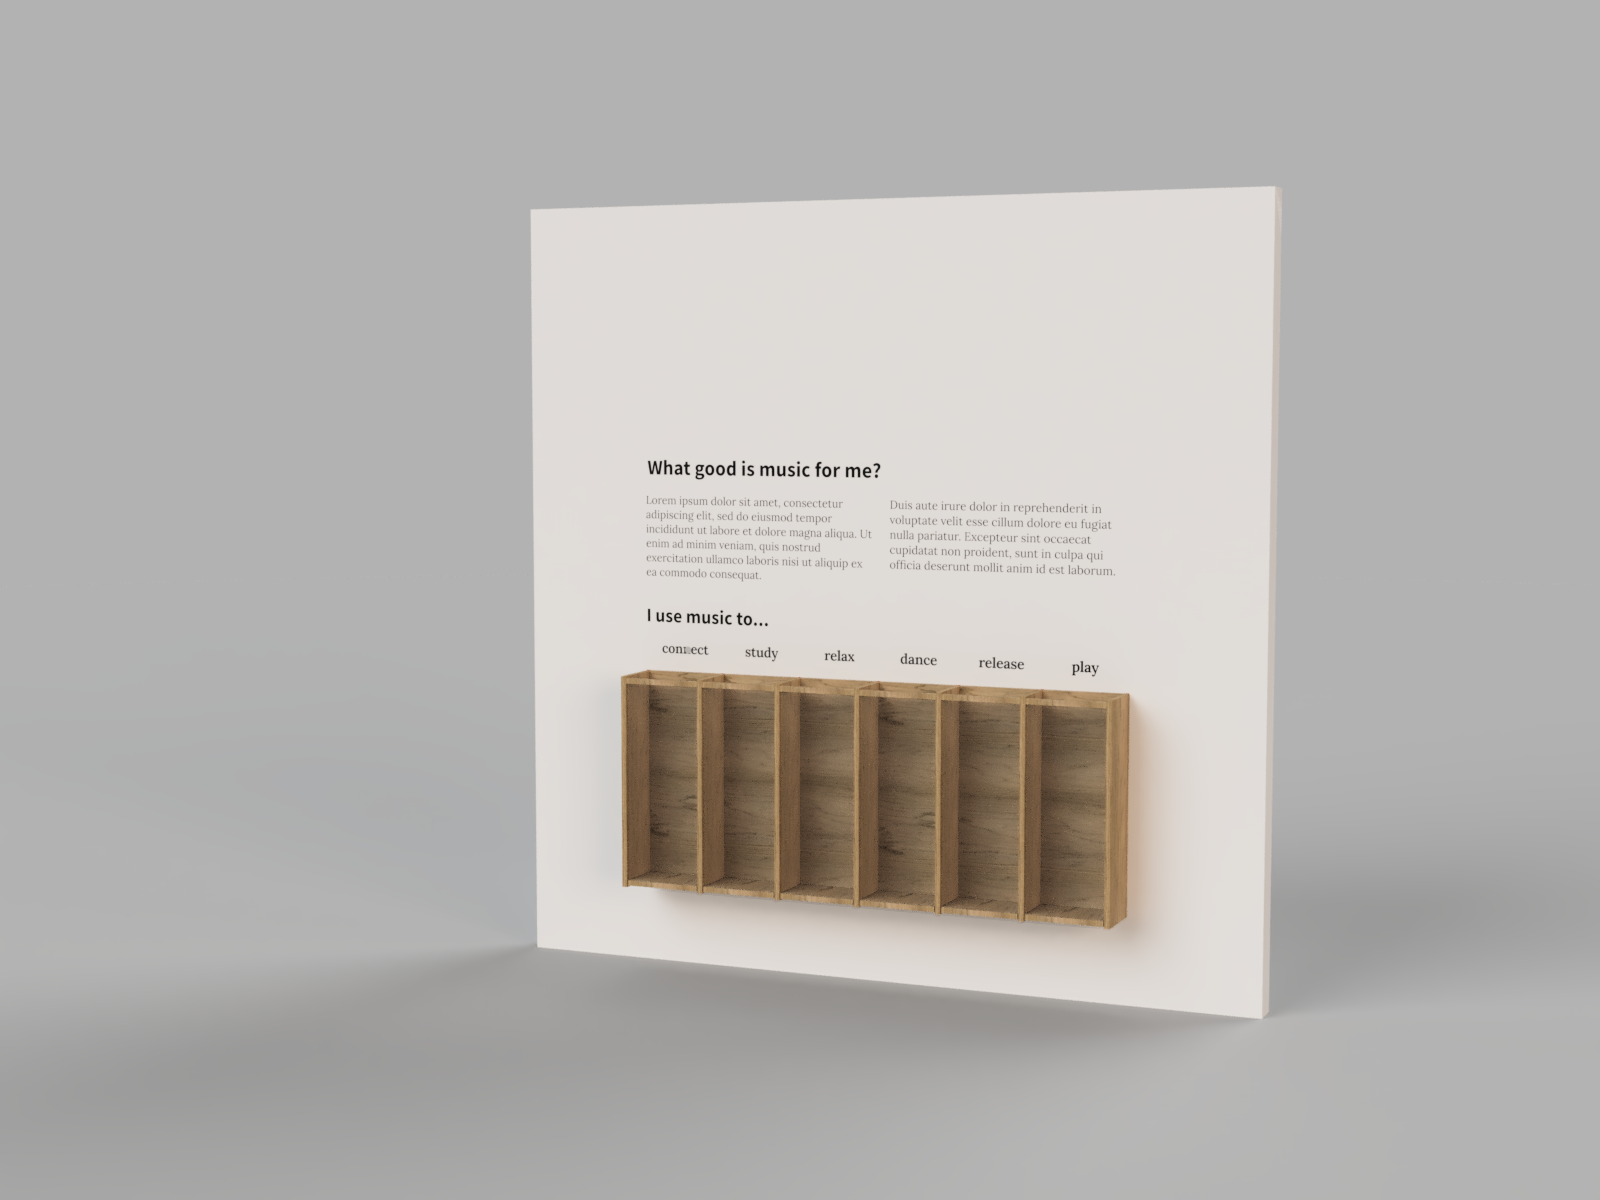 What good is music for me?
Lorem ipsum dolor sit amet, consectetur
adipiscing elit, sed do eiusmod tempor
incididunt ut labore et dolore magna aliqua. Ut
enim ad minim veniam, quis nostrud
exercitation ullamco laboris nisi ut aliquip ex
ea commodo consequat.
Duis aute irure dolor in reprehenderit in
voluptate velit esse cillum dolore eu fugiat
nulla pariatur. Excepteur sint occaecat
cupidatat non proident, sunt in culpa qui
officia deserunt mollit anim id est laborum.
I use music to...
connect study relax dance release play